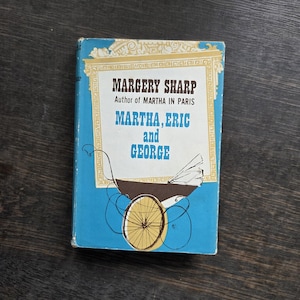 MARGERY SHARP
Author of MARTHA IN PARIS
MARTHA, ERIC
and
GEORGE